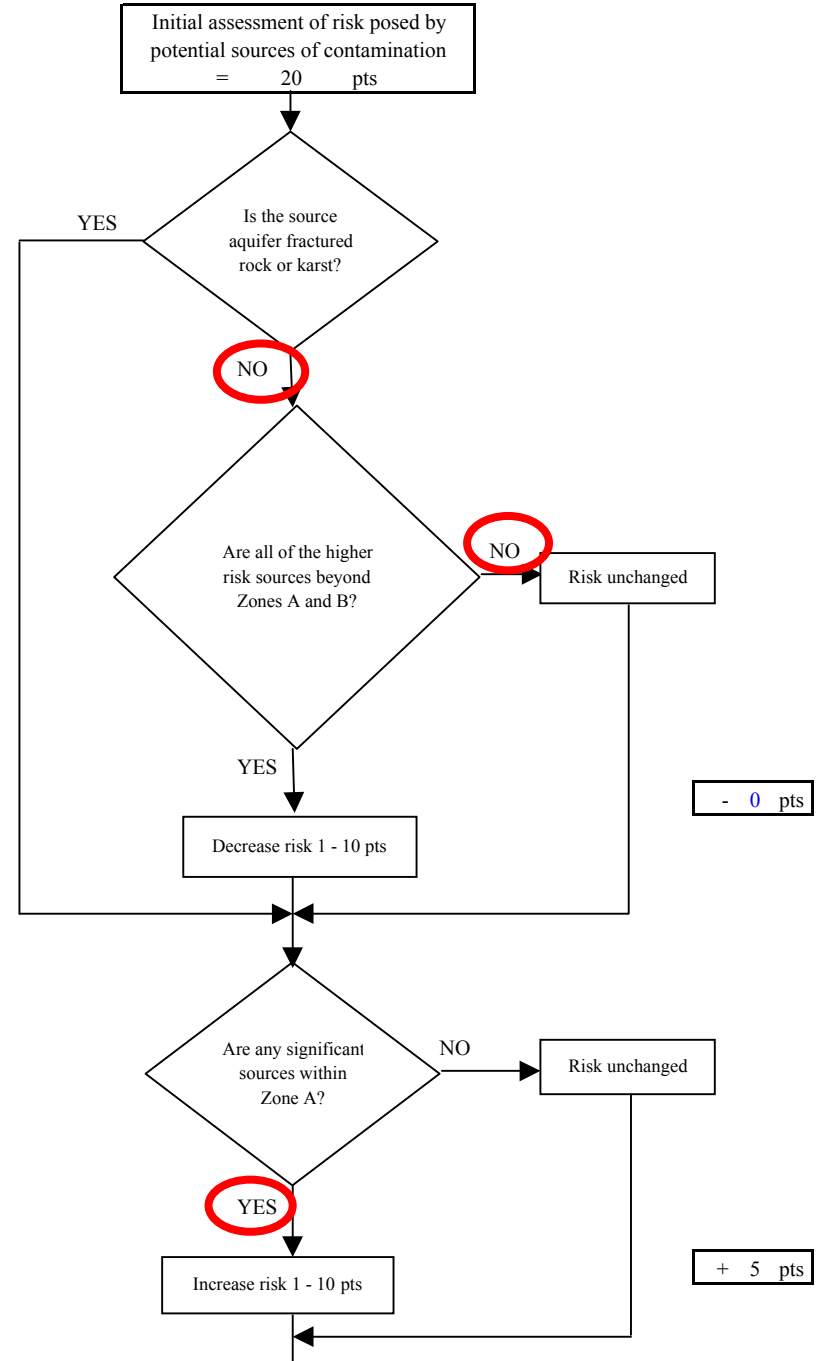 Initial assessment of risk posed by
potential sources of contamination
= 20 pts
YES
Is the source
aquifer fractured
rock or karst?
NO
Are all of the higher
risk sources beyond
Zones A and B?
NO
Risk unchanged
YES
- 0 pts
Decrease risk 1 - 10 pts
Are any significant
sources within
Zone A?
NO
Risk unchanged
YES
+ 5 pts
Increase risk 1 - 10 pts